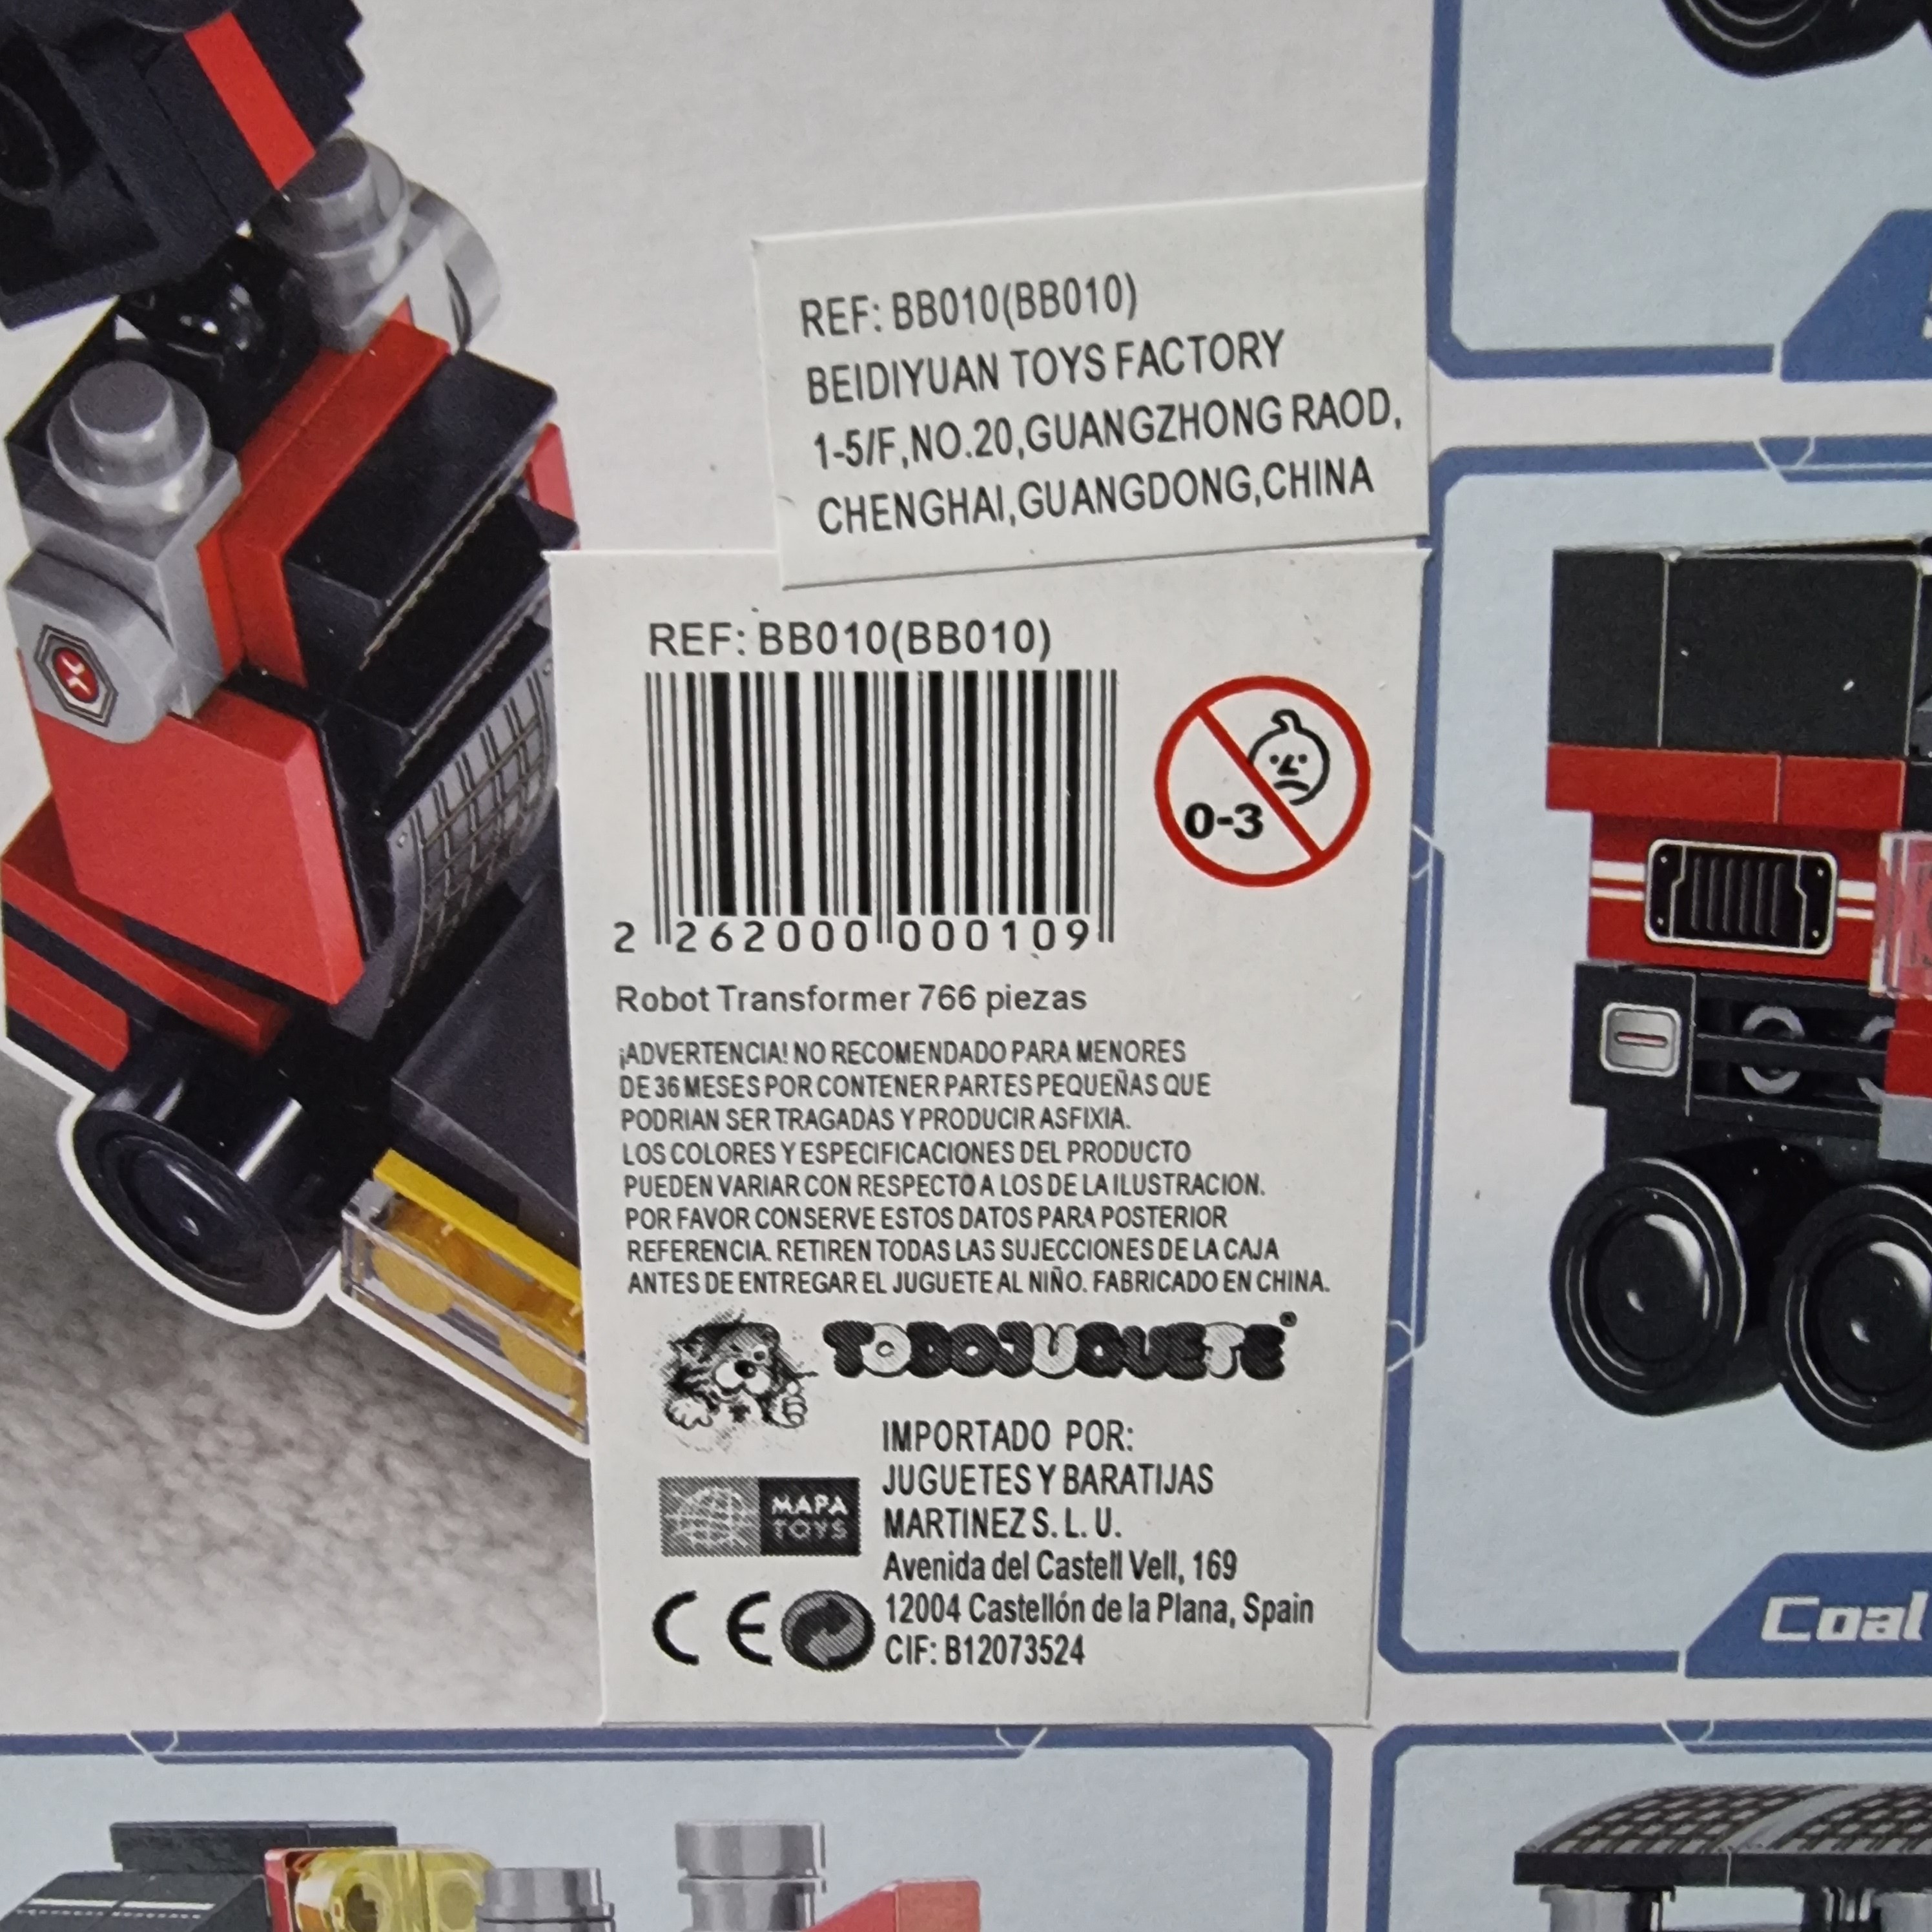 REF: BB010(BB010)
BEIDIYUAN TOYS FACTORY
1-5/F,NO.20,GUANGZHONG RAOD,
CHENGHAI,GUANGDONG,CHINA
REF: BB010(BB010)
0-3
2 262000 000109
Robot Transformer 766 piezas
¡ADVERTENCIA! NO RECOMENDADO PARA MENORES
DE 36 MESES POR CONTENER PARTES PEQUEÑAS QUE
PODRIAN SER TRAGADAS Y PRODUCIR ASFIXIA.
LOS COLORES Y ESPECIFICACIONES DEL PRODUCTO
PUEDEN VARIAR CON RESPECTO A LOS DE LA ILUSTRACION.
POR FAVOR CONSERVE ESTOS DATOS PARA POSTERIOR
REFERENCIA. RETIREN TODAS LAS SUJECCIONES DE LA CAJA
ANTES DE ENTREGAR EL JUGUETE AL NIÑO. FABRICADO EN CHINA.
TODOJUGUETE®
IMPORTADO POR:
JUGUETES Y BARATIJAS
MARTINEZ S. L. U.
MAPA
TOYS
Avenida del Castell Vell, 169
12004 Castellón de la Plana, Spain
CIF: B12073524
CE
Coal